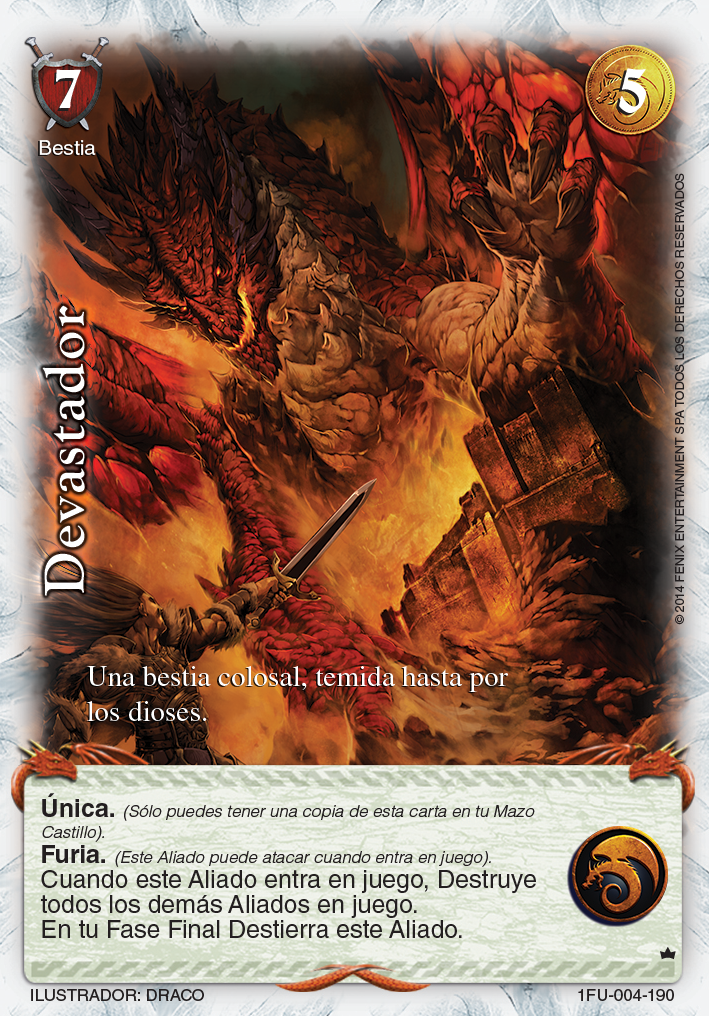 7
5
Bestia
Devastador
© 2014 FENIX ENTERTAINMENT SPA TODOS LOS DERECHOS RESERVADOS
Una bestia colosal, temida hasta por
los dioses.
Única. (Sólo puedes tener una copia de esta carta en tu Mazo
Castillo).
Furia. (Este Aliado puede atacar cuando entra en juego).
Cuando este Aliado entra en juego, Destruye
todos los demás Aliados en juego.
En tu Fase Final Destierra este Aliado.
ILUSTRADOR: DRACO
1FU-004-190